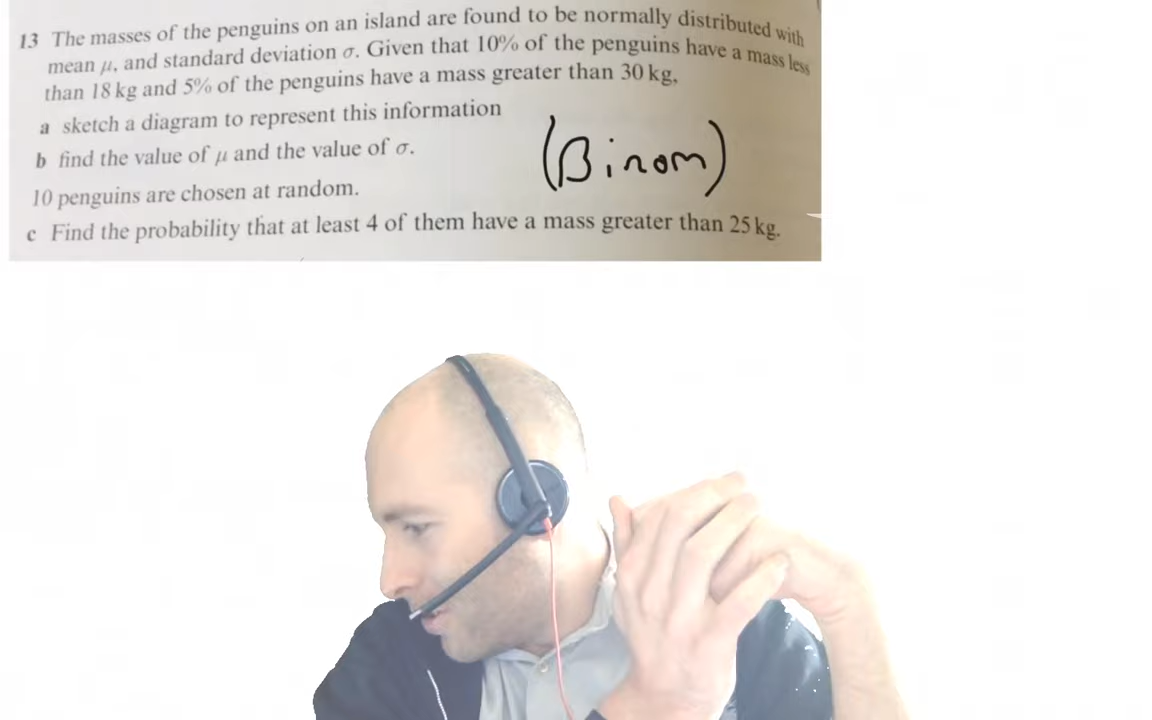 13 The masses of the penguins on an island are found to be normally distributed with
mean μ, and standard deviation σ. Given that 10% of the penguins have a mass less
than 18 kg and 5% of the penguins have a mass greater than 30 kg,
a sketch a diagram to represent this information
b find the value of μ and the value of σ.
(Binom)
10 penguins are chosen at random.
c Find the probability that at least 4 of them have a mass greater than 25 kg.